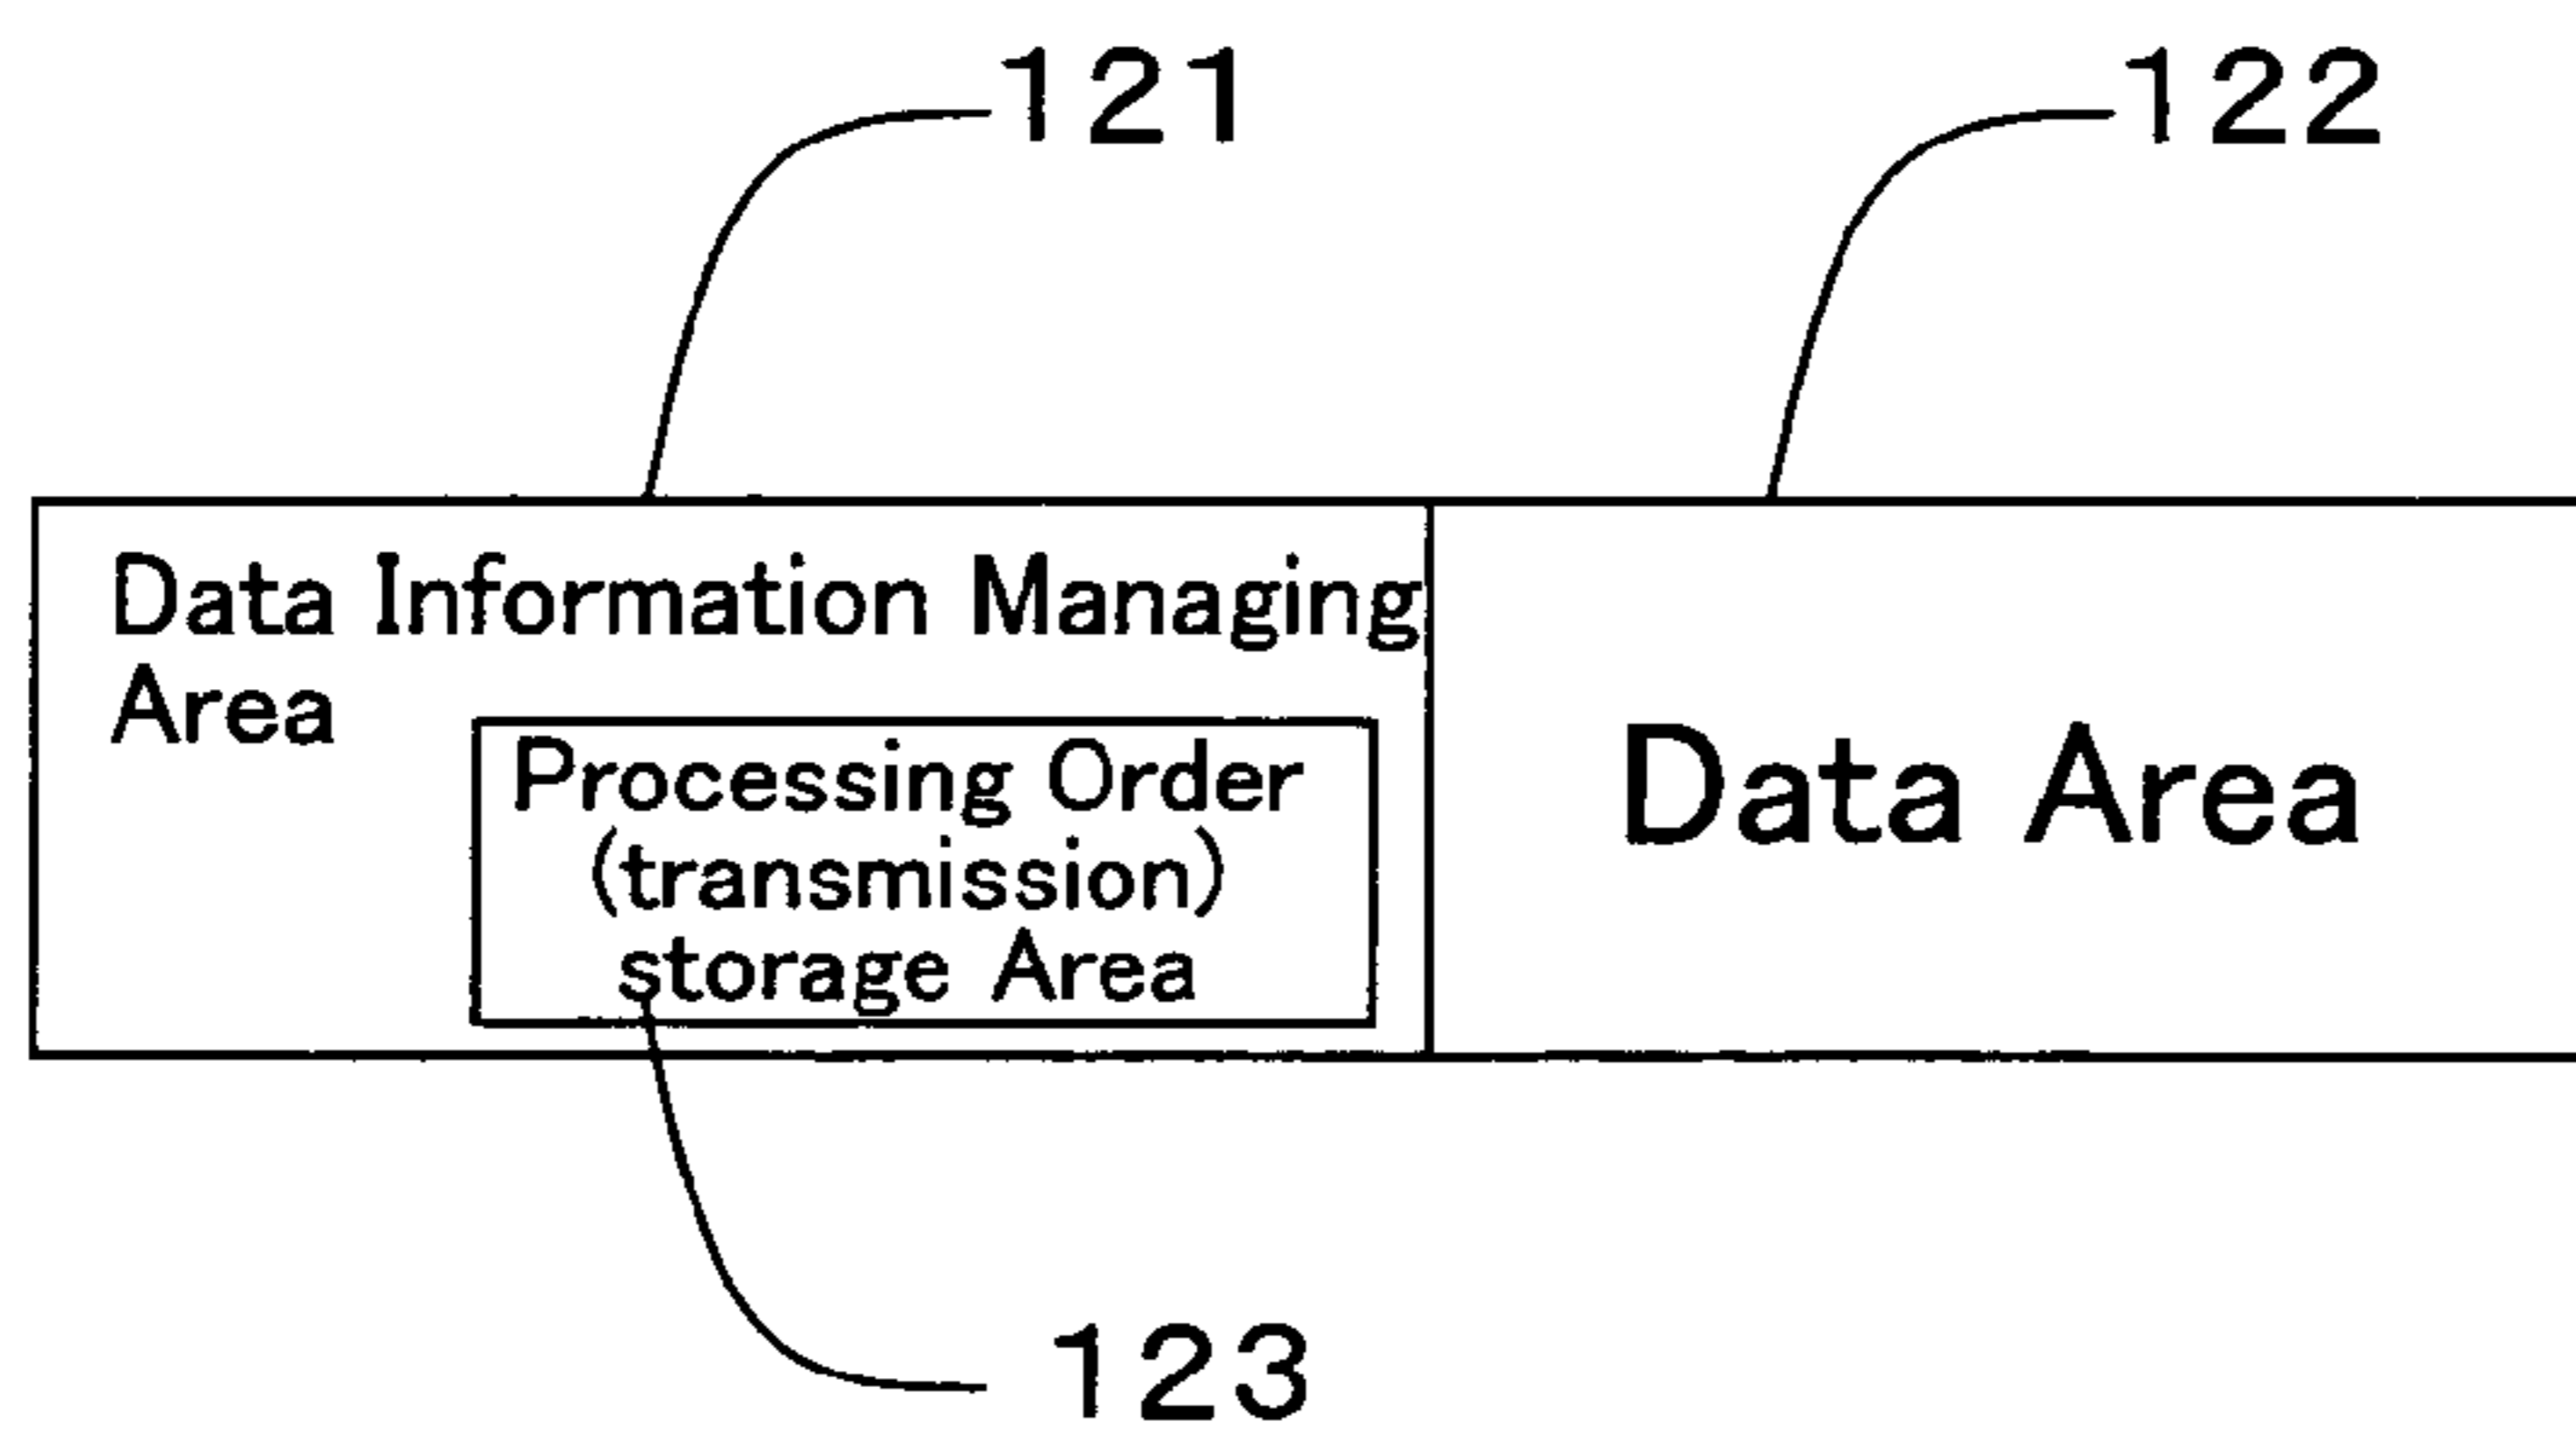 121
122
Data Information Managing
Area
Processing Order
(transmission)
storage Area
Data Area
123